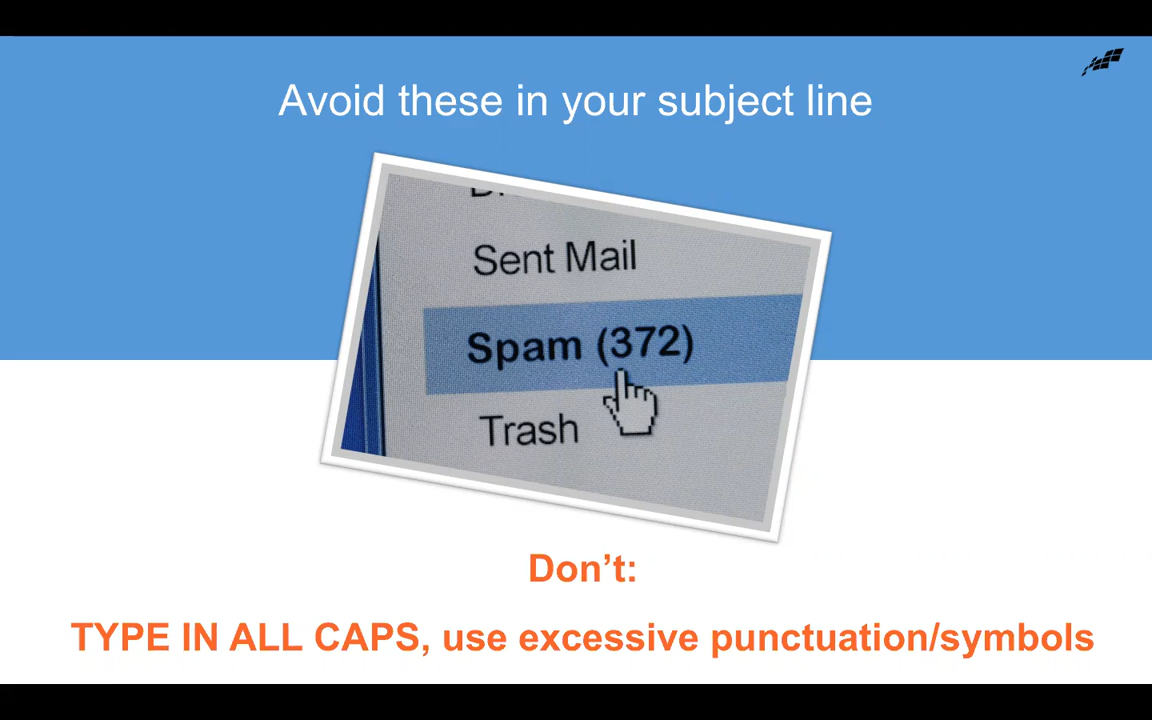 Avoid these in your subject line
Sent Mail
Spam (372)
Trash
Don’t:
TYPE IN ALL CAPS, use excessive punctuation/symbols